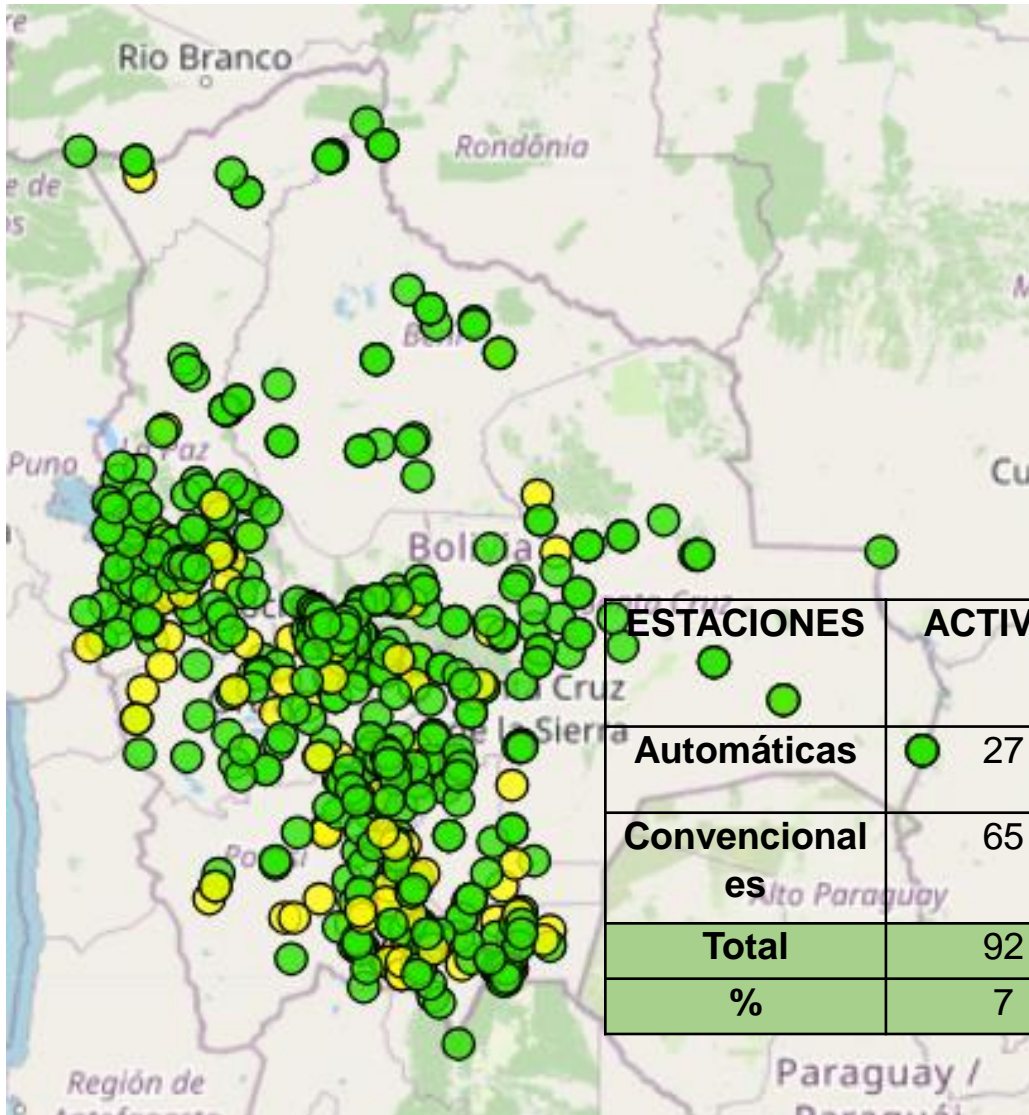 Rio Branco
Rondônia
e de
Puno
La Paz
Cu
Bolivia
Santa Cruz
ESTACIONES ACTIV
Cruz
de la Sierra
Automáticas 27
Convencional
es 65
Potosí
Alto Paraguay
Total 92
% 7
Paraguay /
Región de